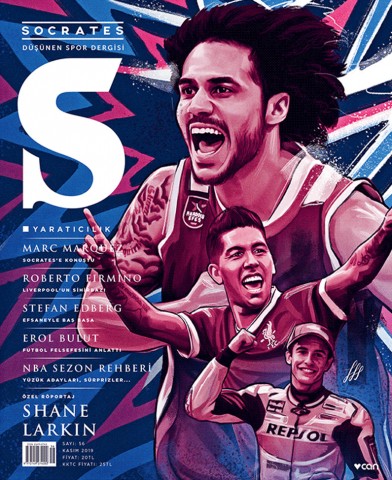 SOCRATES
DÜŞÜNEN SPOR DERGİSİ
S
YARATICILIK
MARC MARQUEZ
SOCRATES'E KONUŞTU
ROBERTO FIRMINO
LIVERPOOL'UN SİHİRBAZI
STEFAN EDBERG
EFSANEYLE BAŞ BAŞA
EROL BULUT
FUTBOL FELSEFESİNİ ANLATTI
NBA SEZON REHBERİ
YÜZÜK ADAYLARI, SÜRPRİZLER...
ÖZEL RÖPORTAJ
SHANE
LARKIN
SAYI: 56
KASIM 2019
FİYAT: 20TL
KKTC FİYATI: 25TL
ANADOLU
EFES
REPSOL
can